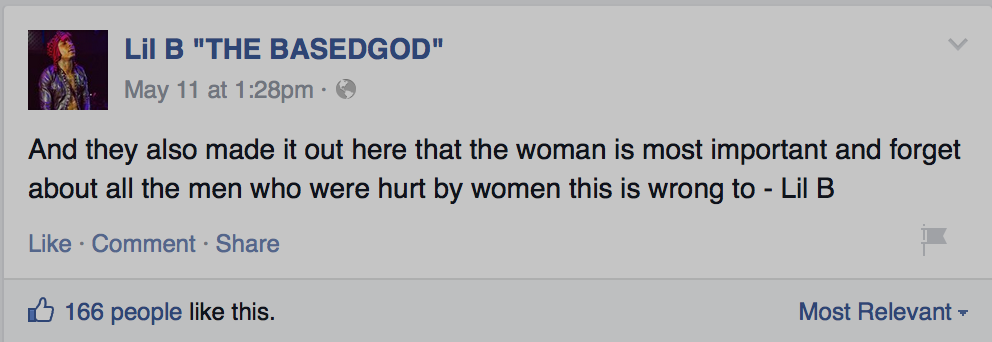 Lil B "THE BASEDGOD"
May 11 at 1:28pm ·
And they also made it out here that the woman is most important and forget
about all the men who were hurt by women this is wrong to - Lil B
Like · Comment · Share
166 people like this.
Most Relevant